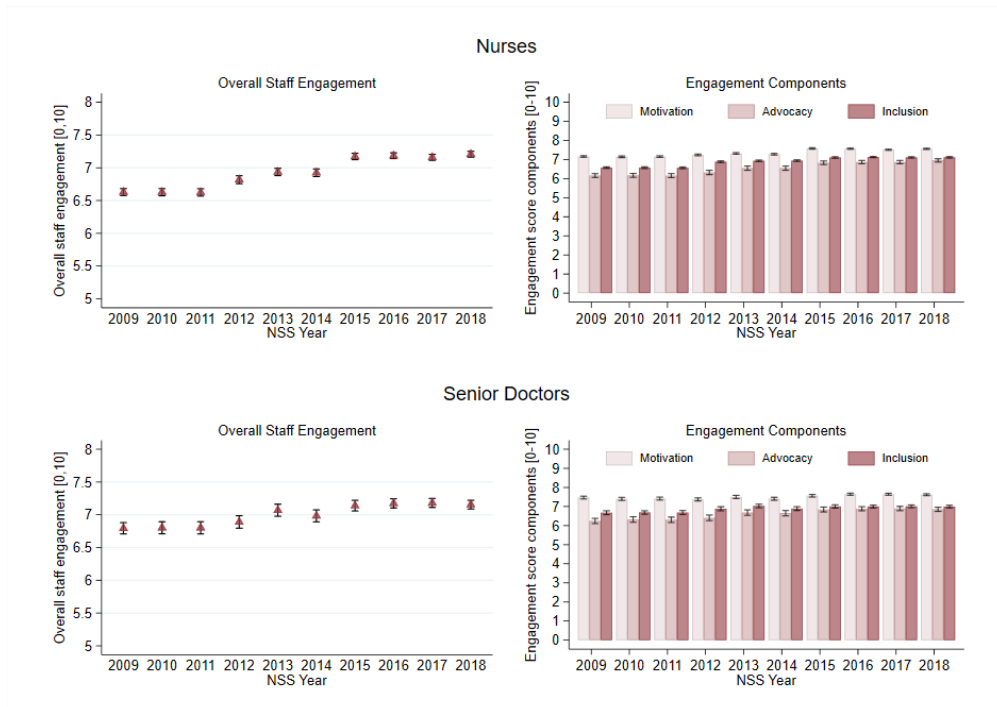 Nurses
Overall Staff Engagement
Overall staff engagement [0,10]
8
7.5
7
6.5
6
5.5
5
2009 2010 2011 2012 2013 2014 2015 2016 2017 2018
NSS Year
Engagement Components
Engagement score components [0-10]
Motivation Advocacy Inclusion
10
9
8
7
6
5
4
3
2
1
0
2009 2010 2011 2012 2013 2014 2015 2016 2017 2018
NSS Year
Senior Doctors
Overall Staff Engagement
Overall staff engagement [0,10]
8
7.5
7
6.5
6
5.5
5
2009 2010 2011 2012 2013 2014 2015 2016 2017 2018
NSS Year
Engagement Components
Engagement score components [0-10]
Motivation Advocacy Inclusion
10
9
8
7
6
5
4
3
2
1
0
2009 2010 2011 2012 2013 2014 2015 2016 2017 2018
NSS Year